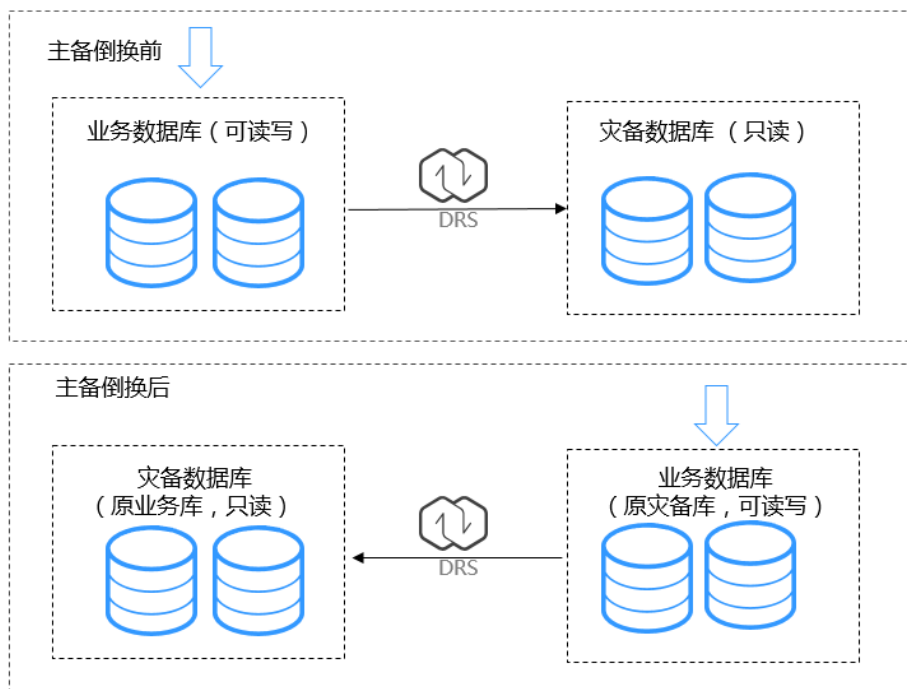 主备倒换前
业务数据库（可读写）
灾备数据库 （只读）
DRS
主备倒换后
灾备数据库
（原业务库，只读）
业务数据库
（原灾备库，可读写）
DRS